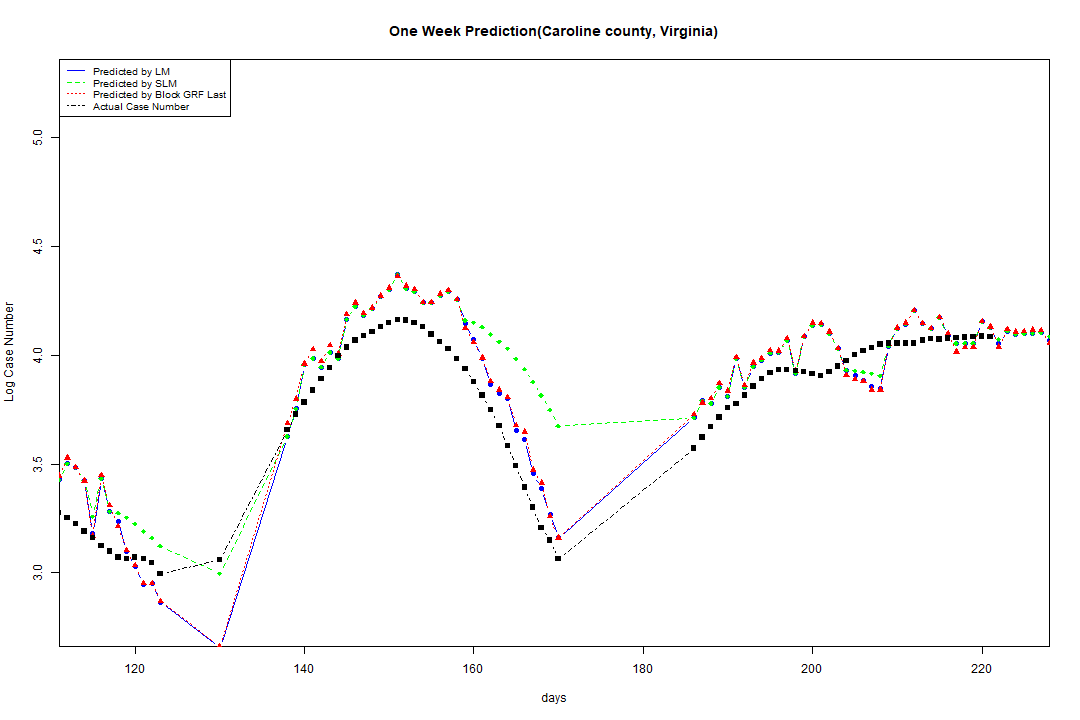 One Week Prediction(Caroline county, Virginia)
Predicted by LM
Predicted by SLM
Predicted by Block GRF Last
Actual Case Number
Log Case Number
5.0
4.5
4.0
3.5
3.0
120 140 160 180 200 220
days